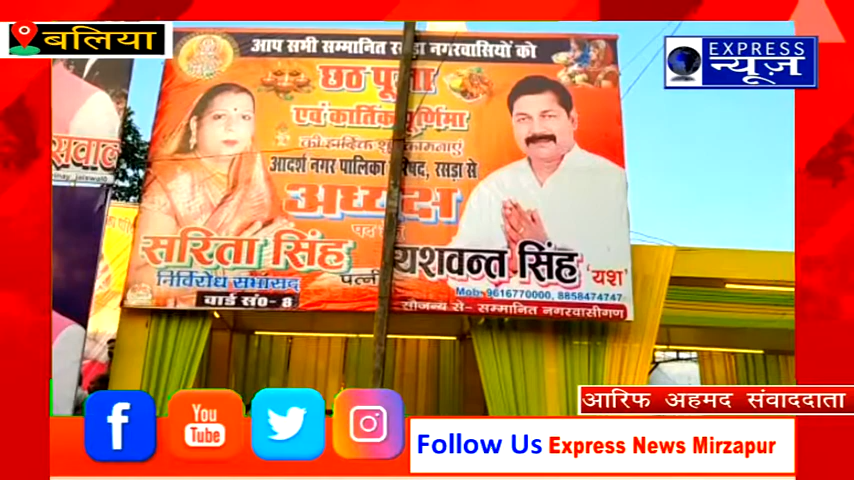 बलिया
EXPRESS
न्यूज़
आप सभी सम्मानित रसड़ा नगरवासियों को
छठ पूजा
एवं कार्तिक पूर्णिमा
की हार्दिक शुभकामनाएं
आदर्श नगर पालिका परिषद, रसड़ा से
अध्यक्ष
पद
सरिता सिंह
निर्विरोध सभासद
वार्ड सं0- 8
पत्नी
यशवन्त सिंह 'यश'
Mob- 9616770000, 8858474747
सौजन्य से- सम्मानित नगरवासीगण
सवाल
आरिफ अहमद संवाददाता
f
You
Tube
Follow Us Express News Mirzapur